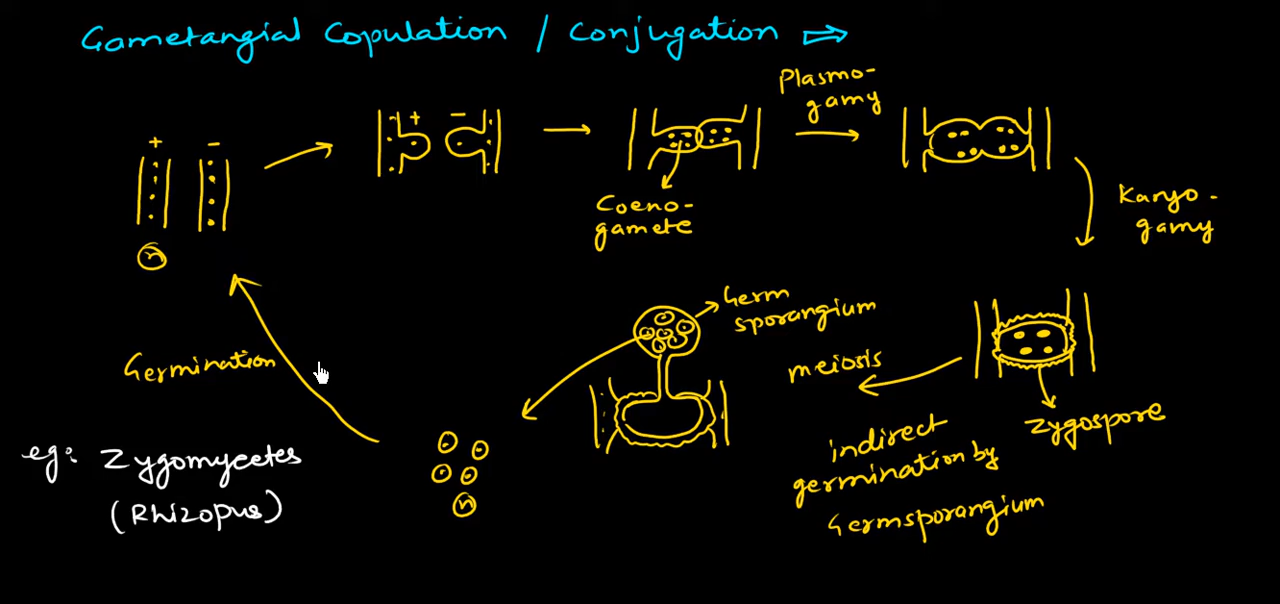 Gametangial Copulation / Conjugation ⇒
Plasmo-
gamy
+ -
+ -
Coeno-
gamete
n
Karyo-
gamy
Germ
sporangium
meiosis
Zygospore
indirect
germination by
Germsporangium
Germination
n
eg: Zygomycetes
(Rhizopus)